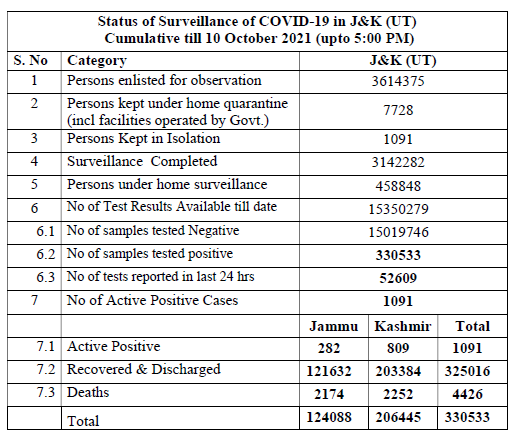 Status of Surveillance of COVID-19 in J&K (UT)
Cumulative till 10 October 2021 (upto 5:00 PM)
S. No Category J&K (UT)
1 Persons enlisted for observation 3614375
2 Persons kept under home quarantine
(incl facilities operated by Govt.) 7728
3 Persons Kept in Isolation 1091
4 Surveillance Completed 3142282
5 Persons under home surveillance 458848
6 No of Test Results Available till date 15350279
6.1 No of samples tested Negative 15019746
6.2 No of samples tested positive 330533
6.3 No of tests reported in last 24 hrs 52609
7 No of Active Positive Cases 1091
Jammu Kashmir Total
7.1 Active Positive 282 809 1091
7.2 Recovered & Discharged 121632 203384 325016
7.3 Deaths 2174 2252 4426
Total 124088 206445 330533